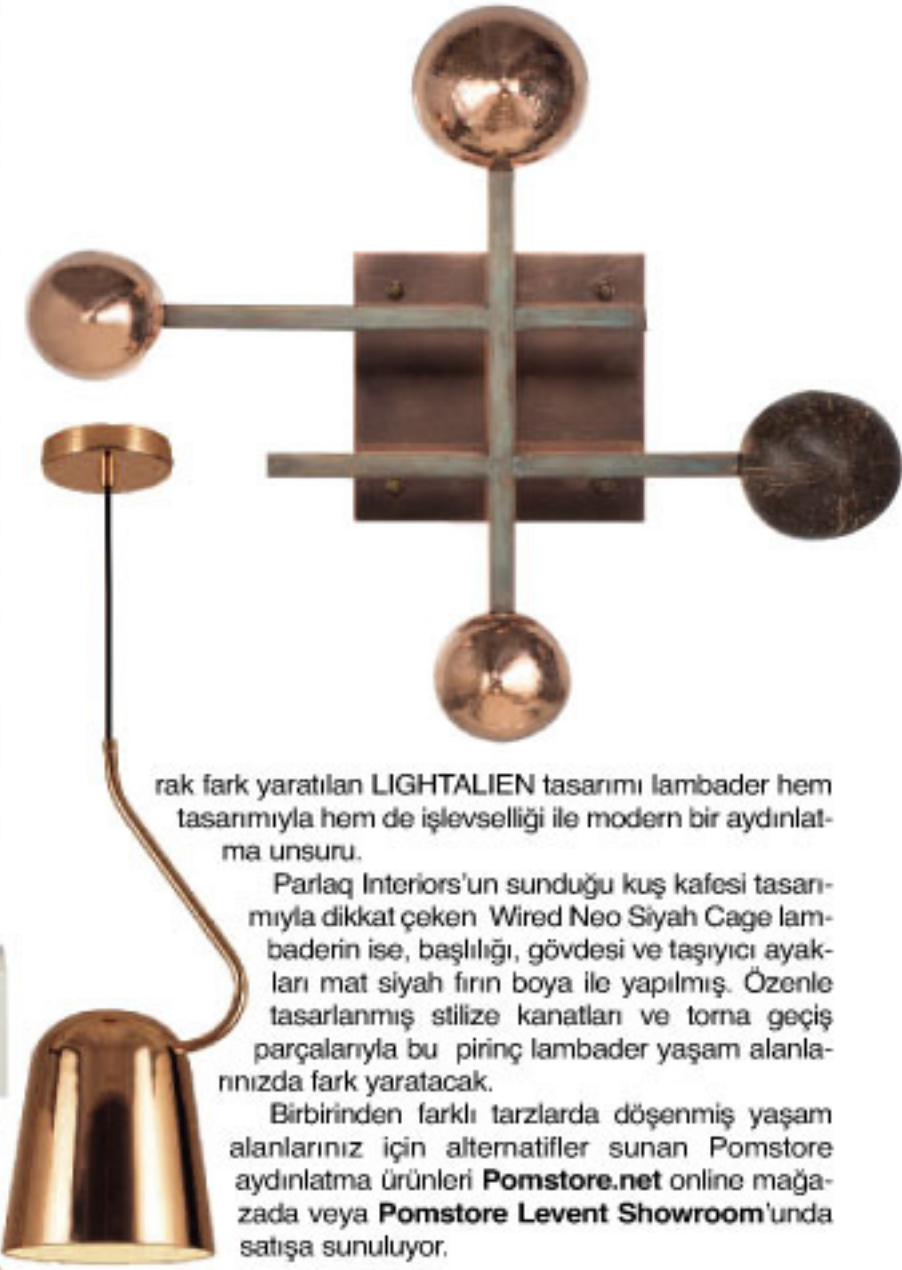 rak fark yaratılan LIGHTALIEN tasarımı lambader hem
tasarımıyla hem de işlevselliği ile modern bir aydınlat-
ma unsuru.
Parlaq Interiors'un sunduğu kuş kafesi tasarı-
mıyla dikkat çeken Wired Neo Siyah Cage lam-
baderin ise, başlılığı, gövdesi ve taşıyıcı ayak-
ları mat siyah fırın boya ile yapılmış. Özenle
tasarlanmış stilize kanatları ve torna geçiş
parçalarıyla bu pirinç lambader yaşam alanla-
rınızda fark yaratacak.
Birbirinden farklı tarzlarda döşenmiş yaşam
alanlarınız için alternatifler sunan Pomstore
aydınlatma ürünleri Pomstore.net online mağa-
zada veya Pomstore Levent Showroom'unda
satışa sunuluyor.